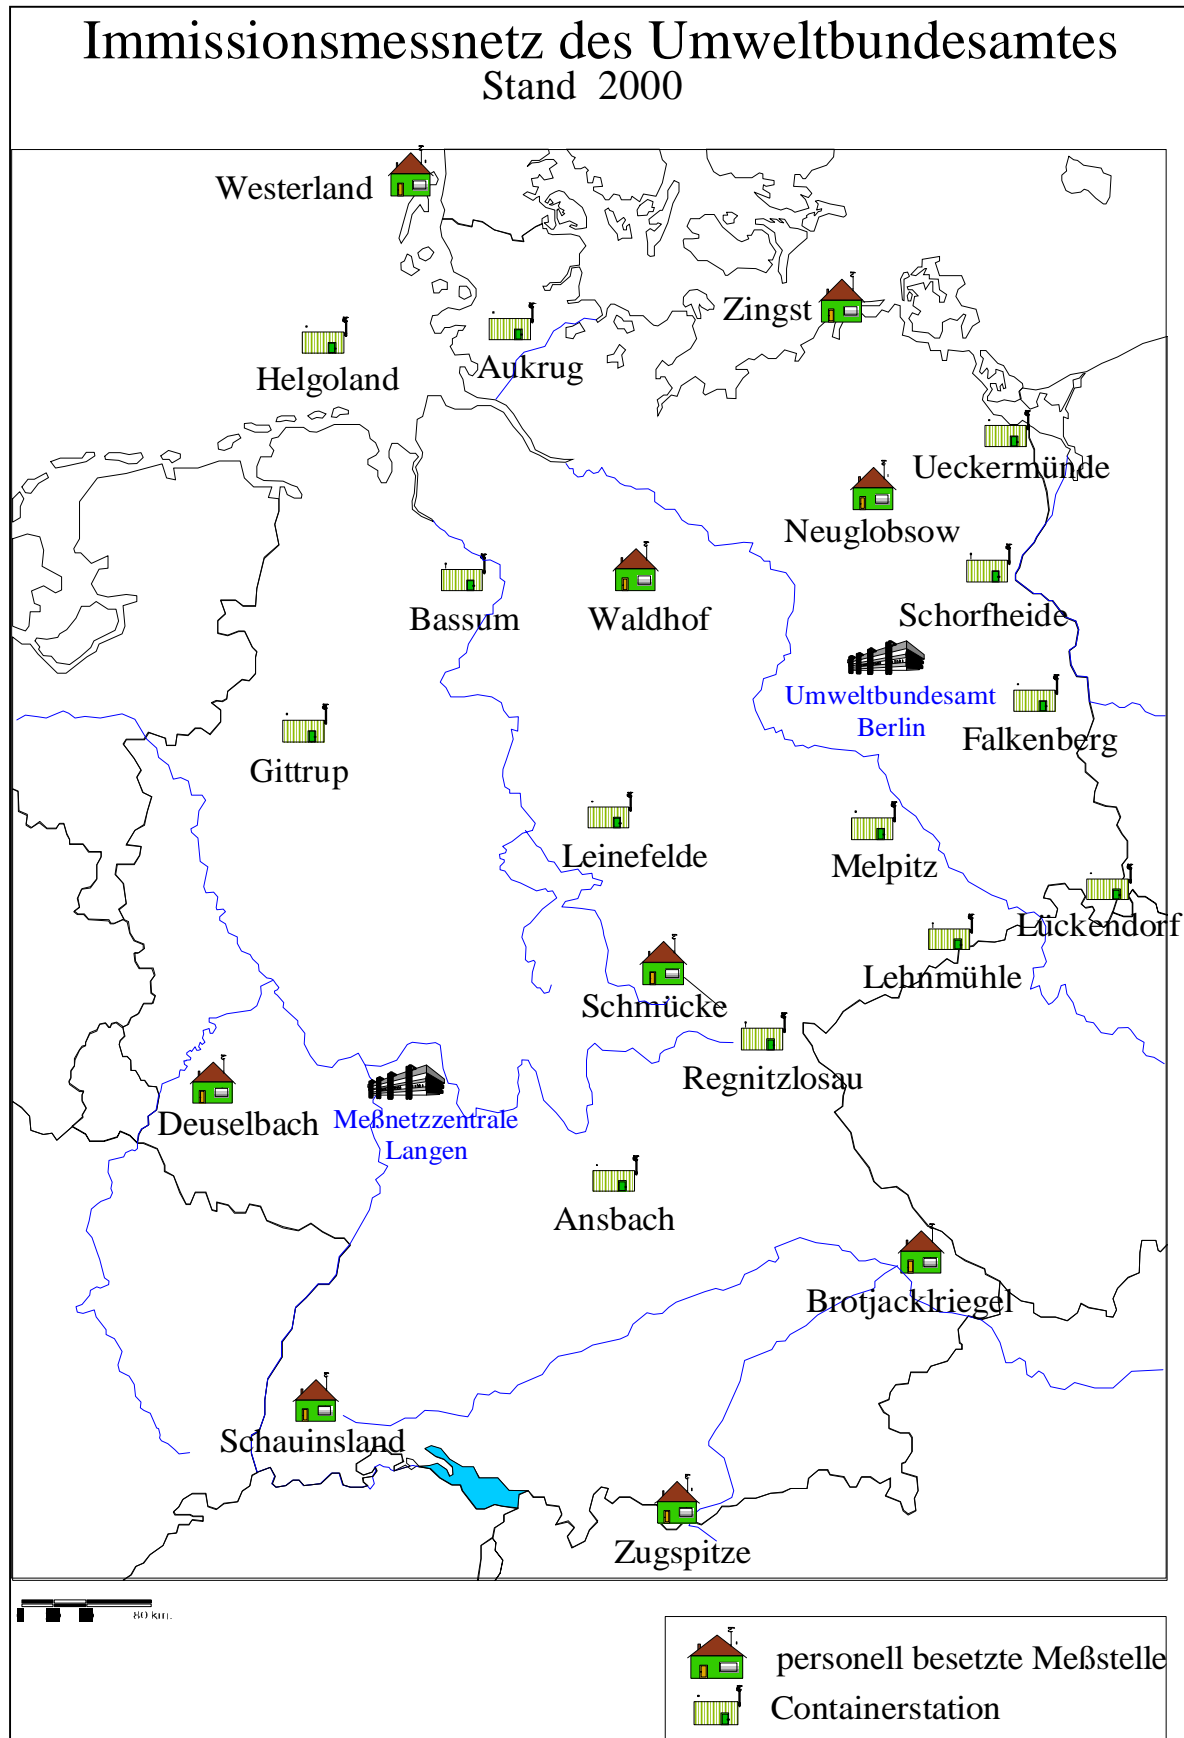 Immissionsmessnetz des Umweltbundesamtes
Stand 2000
Westerland
Zingst
Helgoland
Aukrug
Ueckermünde
Neuglobsow
Bassum
Waldhof
Schorfheide
Umweltbundesamt
Berlin
Falkenberg
Gittrup
Leinefelde
Melpitz
Lückendorf
Lehnmühle
Schmücke
Regnitzlosau
Deuselbach
Meßnetzzentrale
Langen
Ansbach
Brotjacklriegel
Schauinsland
Zugspitze
80 km.
personell besetzte Meßstelle
Containerstation